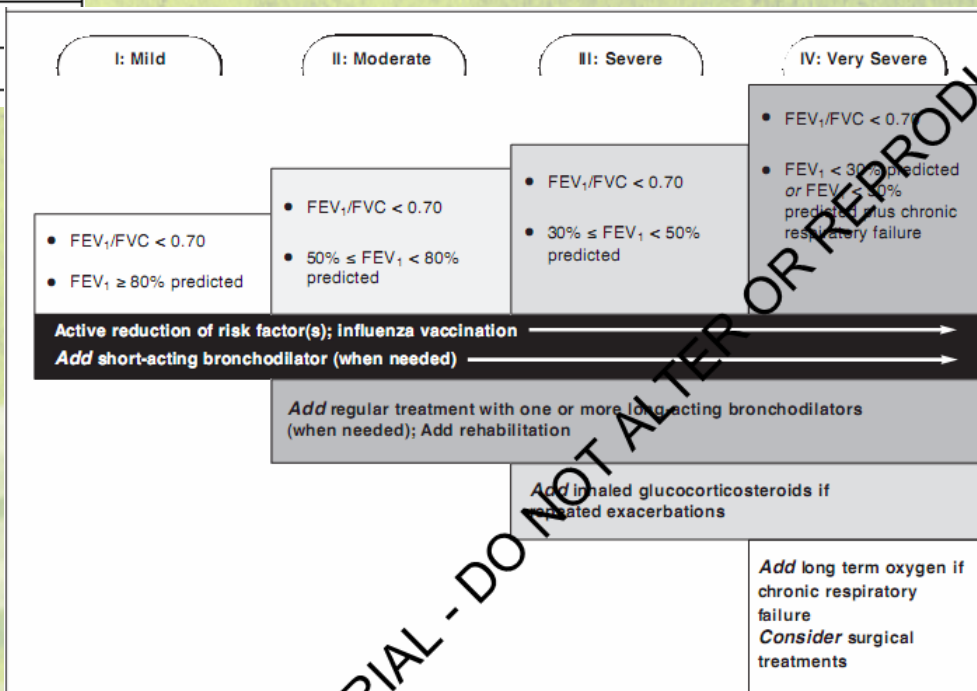 I: Mild
II: Moderate
III: Severe
IV: Very Severe
• FEV₁/FVC < 0.70
• FEV₁ ≥ 80% predicted
• FEV₁/FVC < 0.70
• 50% ≤ FEV₁ < 80%
predicted
• FEV₁/FVC < 0.70
• 30% ≤ FEV₁ < 50%
predicted
• FEV₁/FVC < 0.70
• FEV₁ < 30% predicted
or FEV₁ < 50%
predicted plus chronic
respiratory failure
Active reduction of risk factor(s); influenza vaccination
Add short-acting bronchodilator (when needed)
Add regular treatment with one or more long-acting bronchodilators
(when needed); Add rehabilitation
Add inhaled glucocorticosteroids if
repeated exacerbations
Add long term oxygen if
chronic respiratory
failure
Consider surgical
treatments
RIAL - DO NOT ALTER OR REPRODU